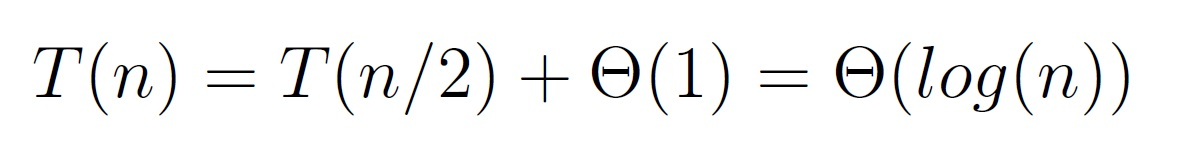 T(n) = T(n/2) + Θ(1) = Θ(log(n))